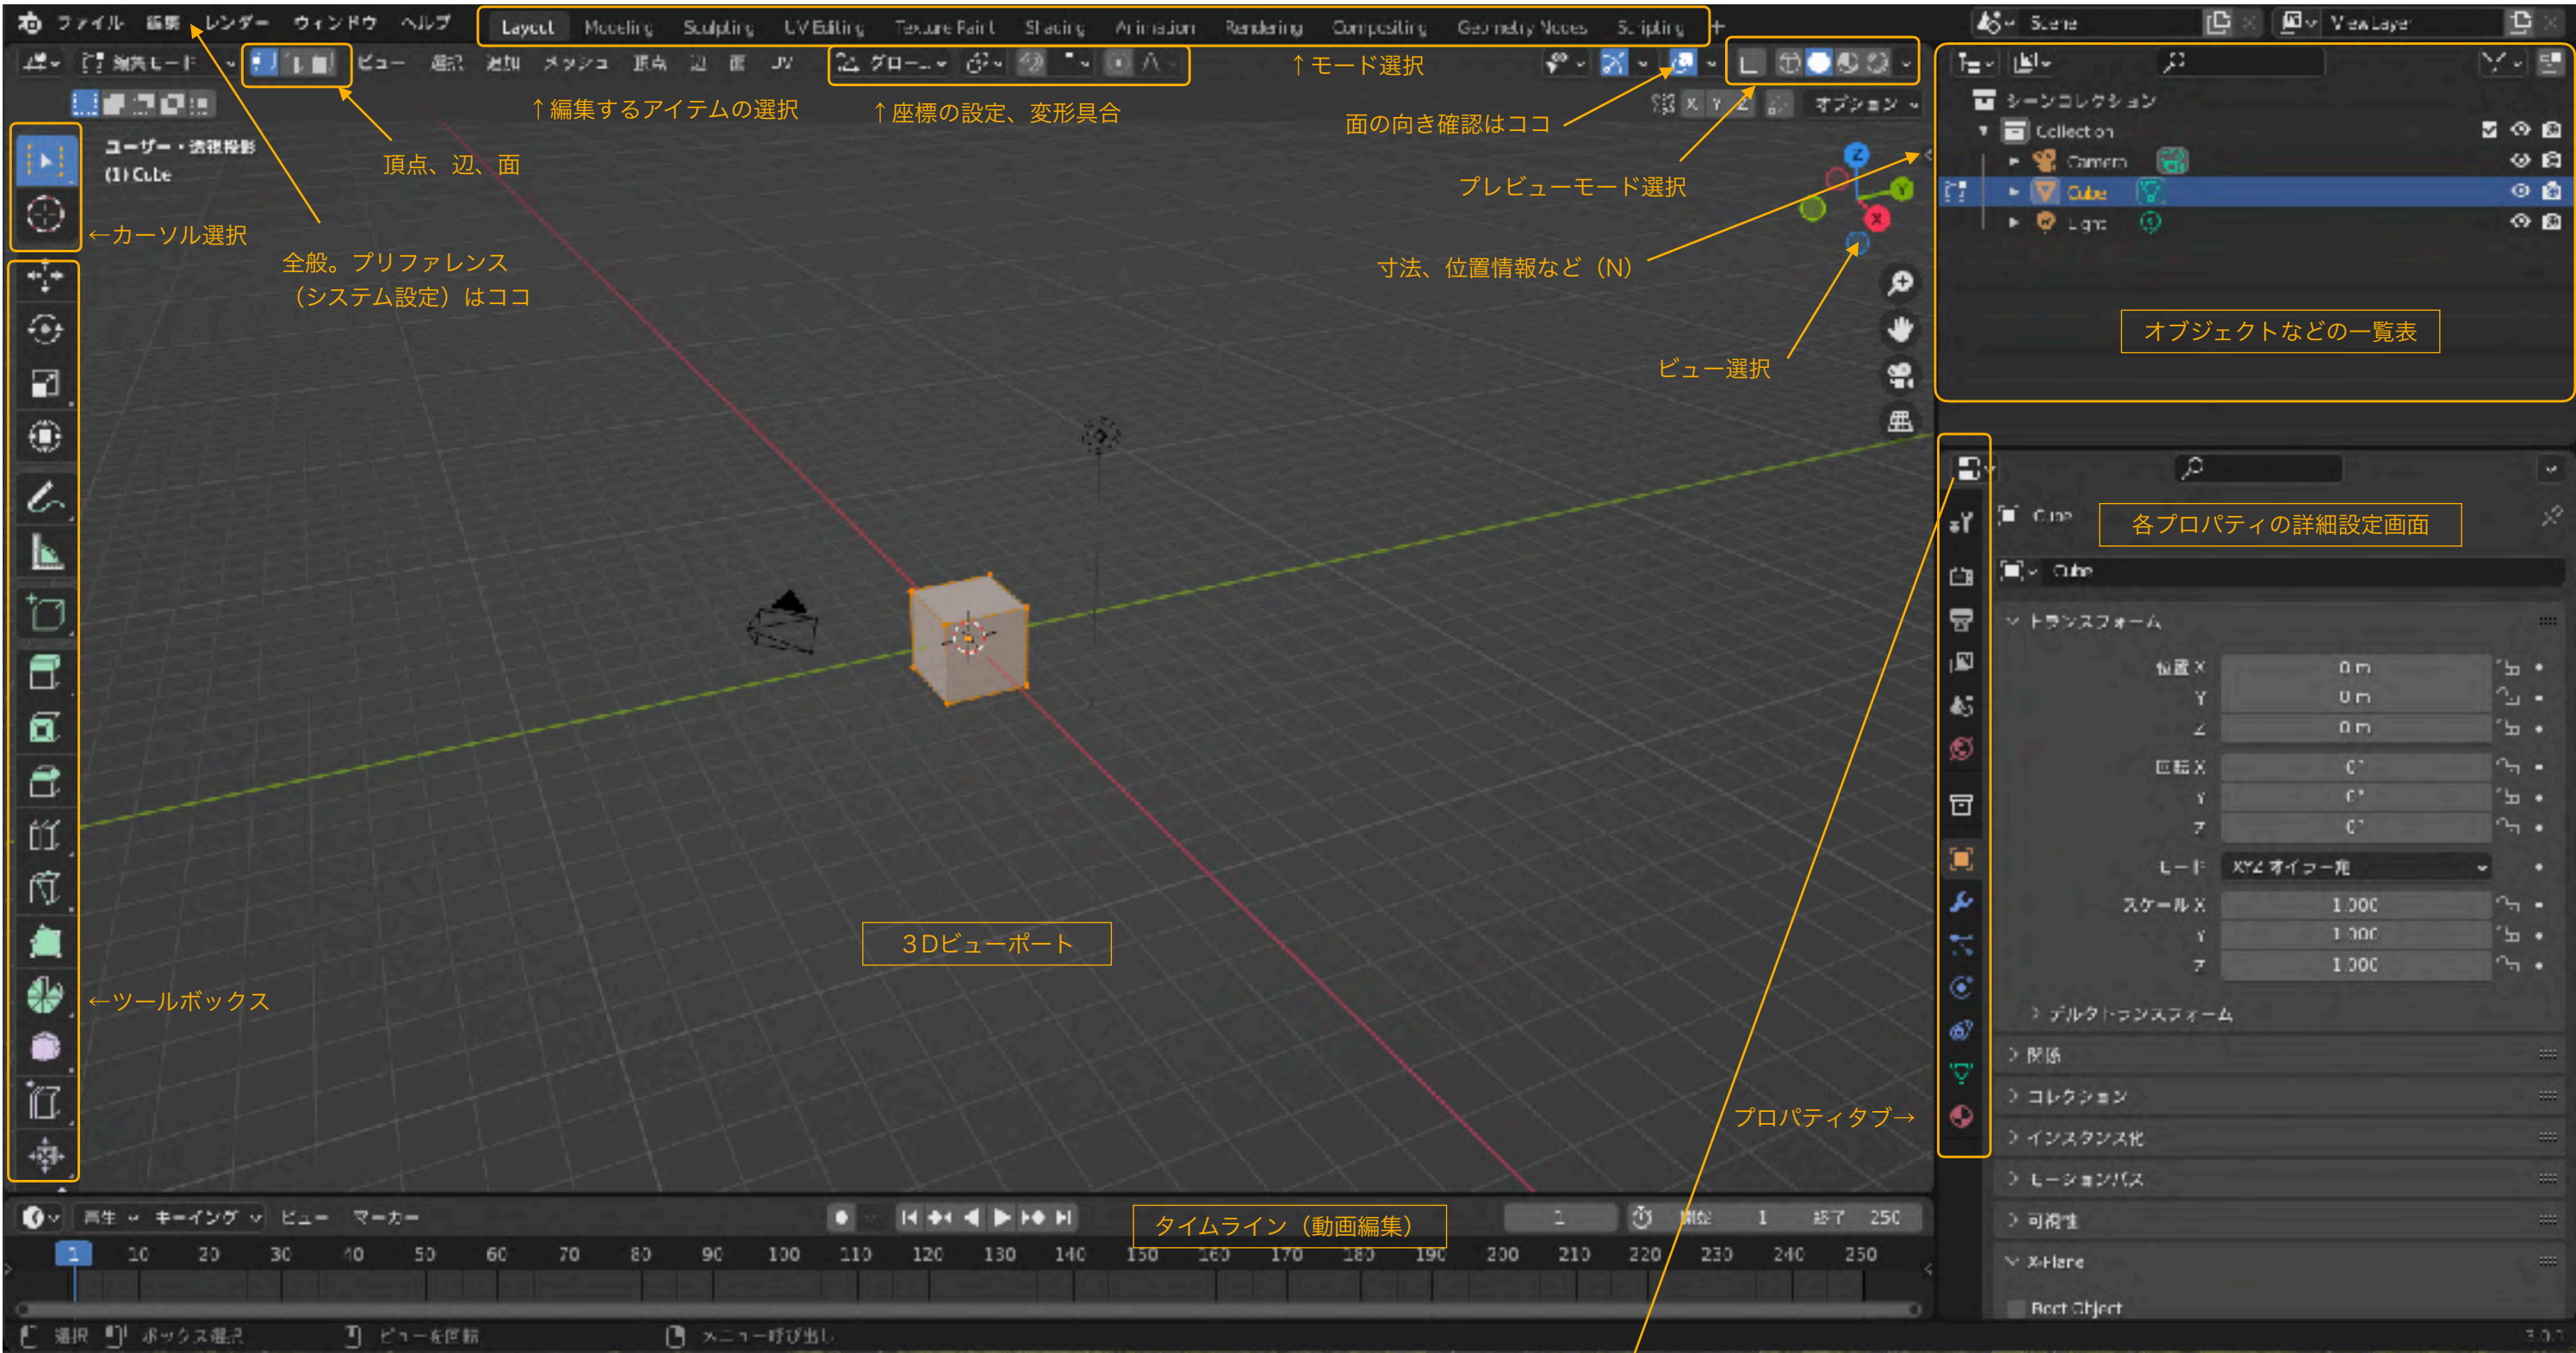 ファイル 編集 レンダー ウィンドウ ヘルプ
Layout Modeling Sculpting UV Editing Texture Paint Shading Animation Rendering Compositing Geometry Nodes Scripting +
Scene
ViewLayer
編集モード
ビュー 選択 追加 メッシュ 頂点 辺 面 UV
グロー...
↑モード選択
↑編集するアイテムの選択
↑座標の設定、変形具合
面の向き確認はココ
X Y Z
オプション
ユーザー・透視投影
(1) Cube
頂点、辺、面
プレビューモード選択
←カーソル選択
全般。プリファレンス
（システム設定）はココ
寸法、位置情報など（N）
ビュー選択
Z
Y
X
シーンコレクション
Collection
Camera
Cube
Light
オブジェクトなどの一覧表
Cube
各プロパティの詳細設定画面
Cube
トランスフォーム
位置 X 0 m
Y 0 m
Z 0 m
回転 X 0°
Y 0°
Z 0°
モード XYZ オイラー角
スケール X 1.000
Y 1.000
Z 1.000
デルタトランスフォーム
関係
コレクション
インスタンス化
モーションパス
可視性
X-Plane
Root Object
3Dビューポート
←ツールボックス
プロパティタブ→
再生 キーイング ビュー マーカー
タイムライン（動画編集）
1 開始 1 終了 250
1 10 20 30 40 50 60 70 80 90 100 110 120 130 140 150 160 170 180 190 200 210 220 230 240 250
選択 ボックス選択 ビューを回転 メニュー呼び出し